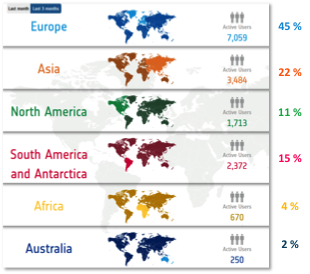 Last month Last 3 months
Europe
Active Users
7,059
45 %
Asia
Active Users
3,484
22 %
North America
Active Users
1,713
11 %
South America
and Antarctica
Active Users
2,372
15 %
Africa
Active Users
670
4 %
Australia
Active Users
250
2 %